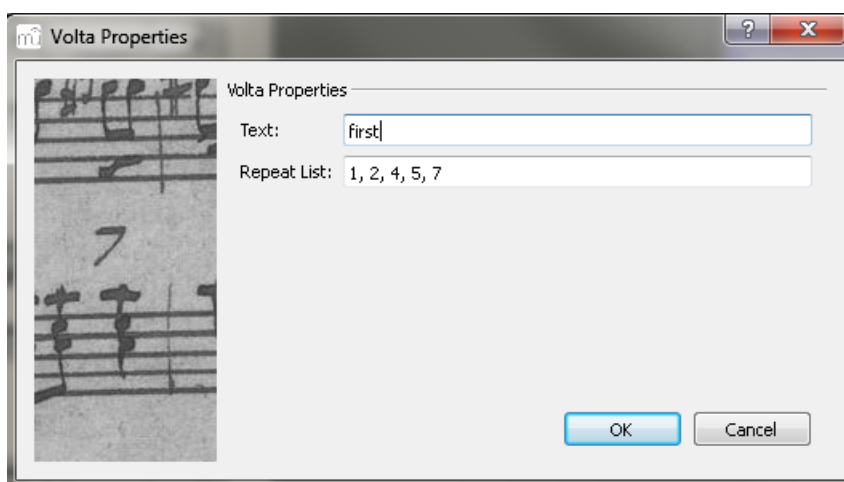 Volta Properties
Volta Properties
Text: first
Repeat List: 1, 2, 4, 5, 7
7
OK Cancel